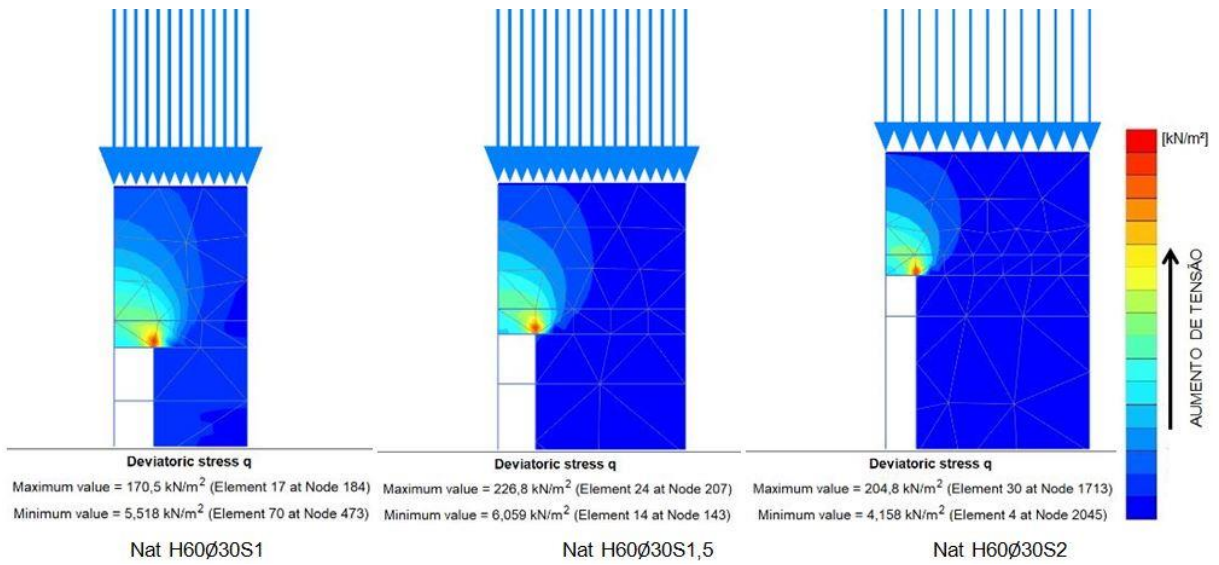 [kN/m²]
AUMENTO DE TENSÃO
Deviatoric stress q
Maximum value = 170,5 kN/m² (Element 17 at Node 184)
Minimum value = 5,518 kN/m² (Element 70 at Node 473)
Nat H60Ø30S1
Deviatoric stress q
Maximum value = 226,8 kN/m² (Element 24 at Node 207)
Minimum value = 6,059 kN/m² (Element 14 at Node 143)
Nat H60Ø30S1,5
Deviatoric stress q
Maximum value = 204,8 kN/m² (Element 30 at Node 1713)
Minimum value = 4,158 kN/m² (Element 4 at Node 2045)
Nat H60Ø30S2